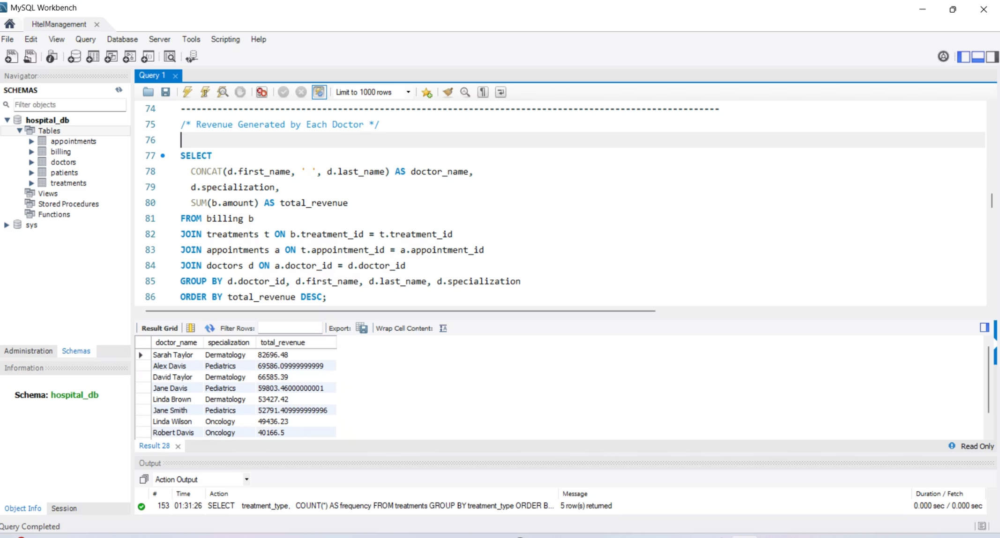 MySQL Workbench
HtelManagement
File Edit View Query Database Server Tools Scripting Help
Navigator
Query 1
SCHEMAS
Limit to 1000 rows
Filter objects
hospital_db
Tables
appointments
billing
doctors
patients
treatments
Views
Stored Procedures
Functions
sys
74 -----------------------------------------------------------------------------------------------------
75 /* Revenue Generated by Each Doctor */
76
77 SELECT
78 CONCAT(d.first_name, ' ', d.last_name) AS doctor_name,
79 d.specialization,
80 SUM(b.amount) AS total_revenue
81 FROM billing b
82 JOIN treatments t ON b.treatment_id = t.treatment_id
83 JOIN appointments a ON t.appointment_id = a.appointment_id
84 JOIN doctors d ON a.doctor_id = d.doctor_id
85 GROUP BY d.doctor_id, d.first_name, d.last_name, d.specialization
86 ORDER BY total_revenue DESC;
Administration Schemas
Information
Schema: hospital_db
Result Grid Filter Rows: Export: Wrap Cell Content:
doctor_name specialization total_revenue
Sarah Taylor Dermatology 82696.48
Alex Davis Pediatrics 69586.09999999999
David Taylor Dermatology 66585.39
Jane Davis Pediatrics 59803.46000000001
Linda Brown Dermatology 53427.42
Jane Smith Pediatrics 52791.409999999996
Linda Wilson Oncology 49436.23
Robert Davis Oncology 40166.5
Result 28
Read Only
Output
Action Output
# Time Action Message Duration / Fetch
153 01:31:26 SELECT treatment_type, COUNT(*) AS frequency FROM treatments GROUP BY treatment_type ORDER B... 5 row(s) returned 0.000 sec / 0.000 sec
Object Info Session
Query Completed